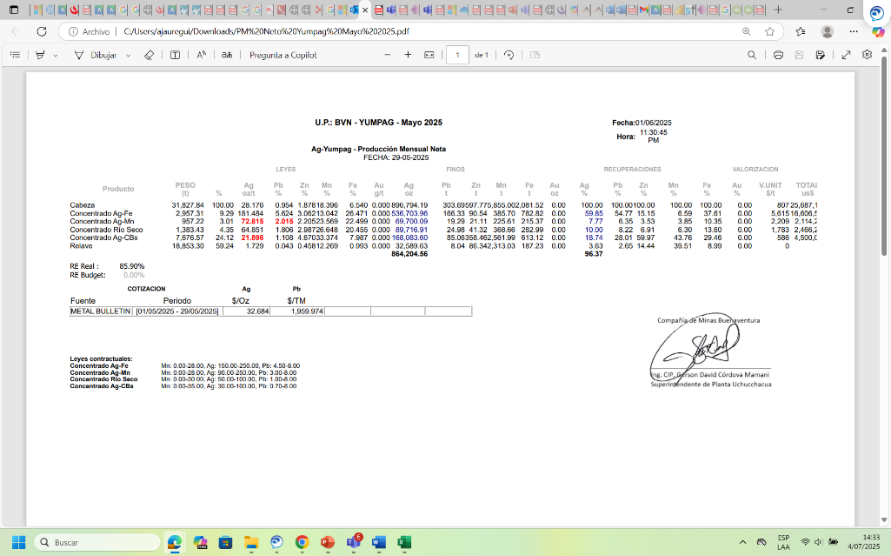 Archivo C:/Users/ajauregui/Downloads/PM%20Neto%20Yumpag%20Mayo%202025.pdf
Dibujar Pregunta a Copilot 1 de 1
U.P.: BVN - YUMPAG - Mayo 2025
Fecha:01/06/2025
Hora: 11:30:45 PM
Ag-Yumpag - Producción Mensual Neta
FECHA: 29-05-2025
LEYES FINOS RECUPERACIONES VALORIZACION
Producto PESO % Ag Pb Zn Mn Fe Au Ag Pb Zn Mn Fe Au Ag Pb Zn Mn Fe Au V.UNIT TOTAL
(t) oz/t % % % % g/t oz t t t t oz % % % % % % $/t us$
Cabeza 31,827.84 100.00 28.176 0.954 1.878 18.396 6.540 0.000 896,794.19 303.69 597.77 5,855.00 2,081.52 0.00 100.00 100.00 100.00 100.00 100.00 0.00 807 25,687,1
Concentrado Ag-Fe 2,957.31 9.29 181.484 5.624 3.062 13.042 26.471 0.000 536,703.96 166.33 90.54 385.70 782.82 0.00 59.85 54.77 15.15 6.59 37.61 0.00 5,615 16,606,5
Concentrado Ag-Mn 957.22 3.01 72.815 2.015 2.205 23.569 22.499 0.000 69,700.09 19.29 21.11 225.61 215.37 0.00 7.77 6.35 3.53 3.85 10.35 0.00 2,209 2,114,2
Concentrado Río Seco 1,383.43 4.35 64.851 1.806 2.987 26.648 20.455 0.000 89,716.91 24.98 41.32 368.66 282.99 0.00 10.00 8.22 6.91 6.30 13.60 0.00 1,783 2,466,2
Concentrado Ag-CBs 7,676.57 24.12 21.896 1.108 4.670 33.374 7.987 0.000 168,083.60 85.06 358.46 2,561.99 613.12 0.00 18.74 28.01 59.97 43.76 29.46 0.00 586 4,500,0
Relave 18,853.30 59.24 1.729 0.043 0.458 12.269 0.993 0.000 32,589.63 8.04 86.34 2,313.03 187.23 0.00 3.63 2.65 14.44 39.51 8.99 0.00 0
864,204.56 96.37
RE Real : 85.90%
RE Budget: 0.00%
COTIZACION Ag Pb
Fuente Periodo $/Oz $/TM
METAL BULLETIN [01/05/2025 - 29/05/2025] 32.684 1,959.974
Compañía de Minas Buenaventura
Ing. CIP. Gerson David Córdova Mamani
Superintendente de Planta Uchucchacua
Leyes contractuales:
Concentrado Ag-Fe Mn: 0.00-28.00, Ag: 150.00-250.00, Pb: 4.50-8.00
Concentrado Ag-Mn Mn: 0.00-28.00, Ag: 90.00-250.00, Pb: 3.00-8.00
Concentrado Río Seco Mn: 0.00-30.00, Ag: 50.00-100.00, Pb: 1.00-8.00
Concentrado Ag-CBs Mn: 0.00-35.00, Ag: 30.00-100.00, Pb: 0.70-8.00
Buscar
6
ESP
LAA
14:33
4/07/2025